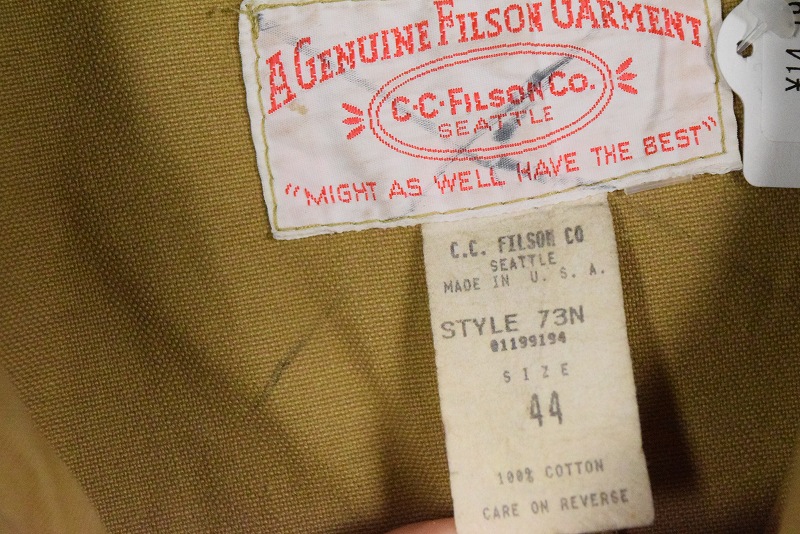 A GENUINE FILSON GARMENT
C·C·FILSON CO.
SEATTLE
"MIGHT AS WELL HAVE THE BEST"
C.C. FILSON CO
SEATTLE
MADE IN U. S. A.
STYLE 73N
01199194
SIZE
44
100% COTTON
CARE ON REVERSE